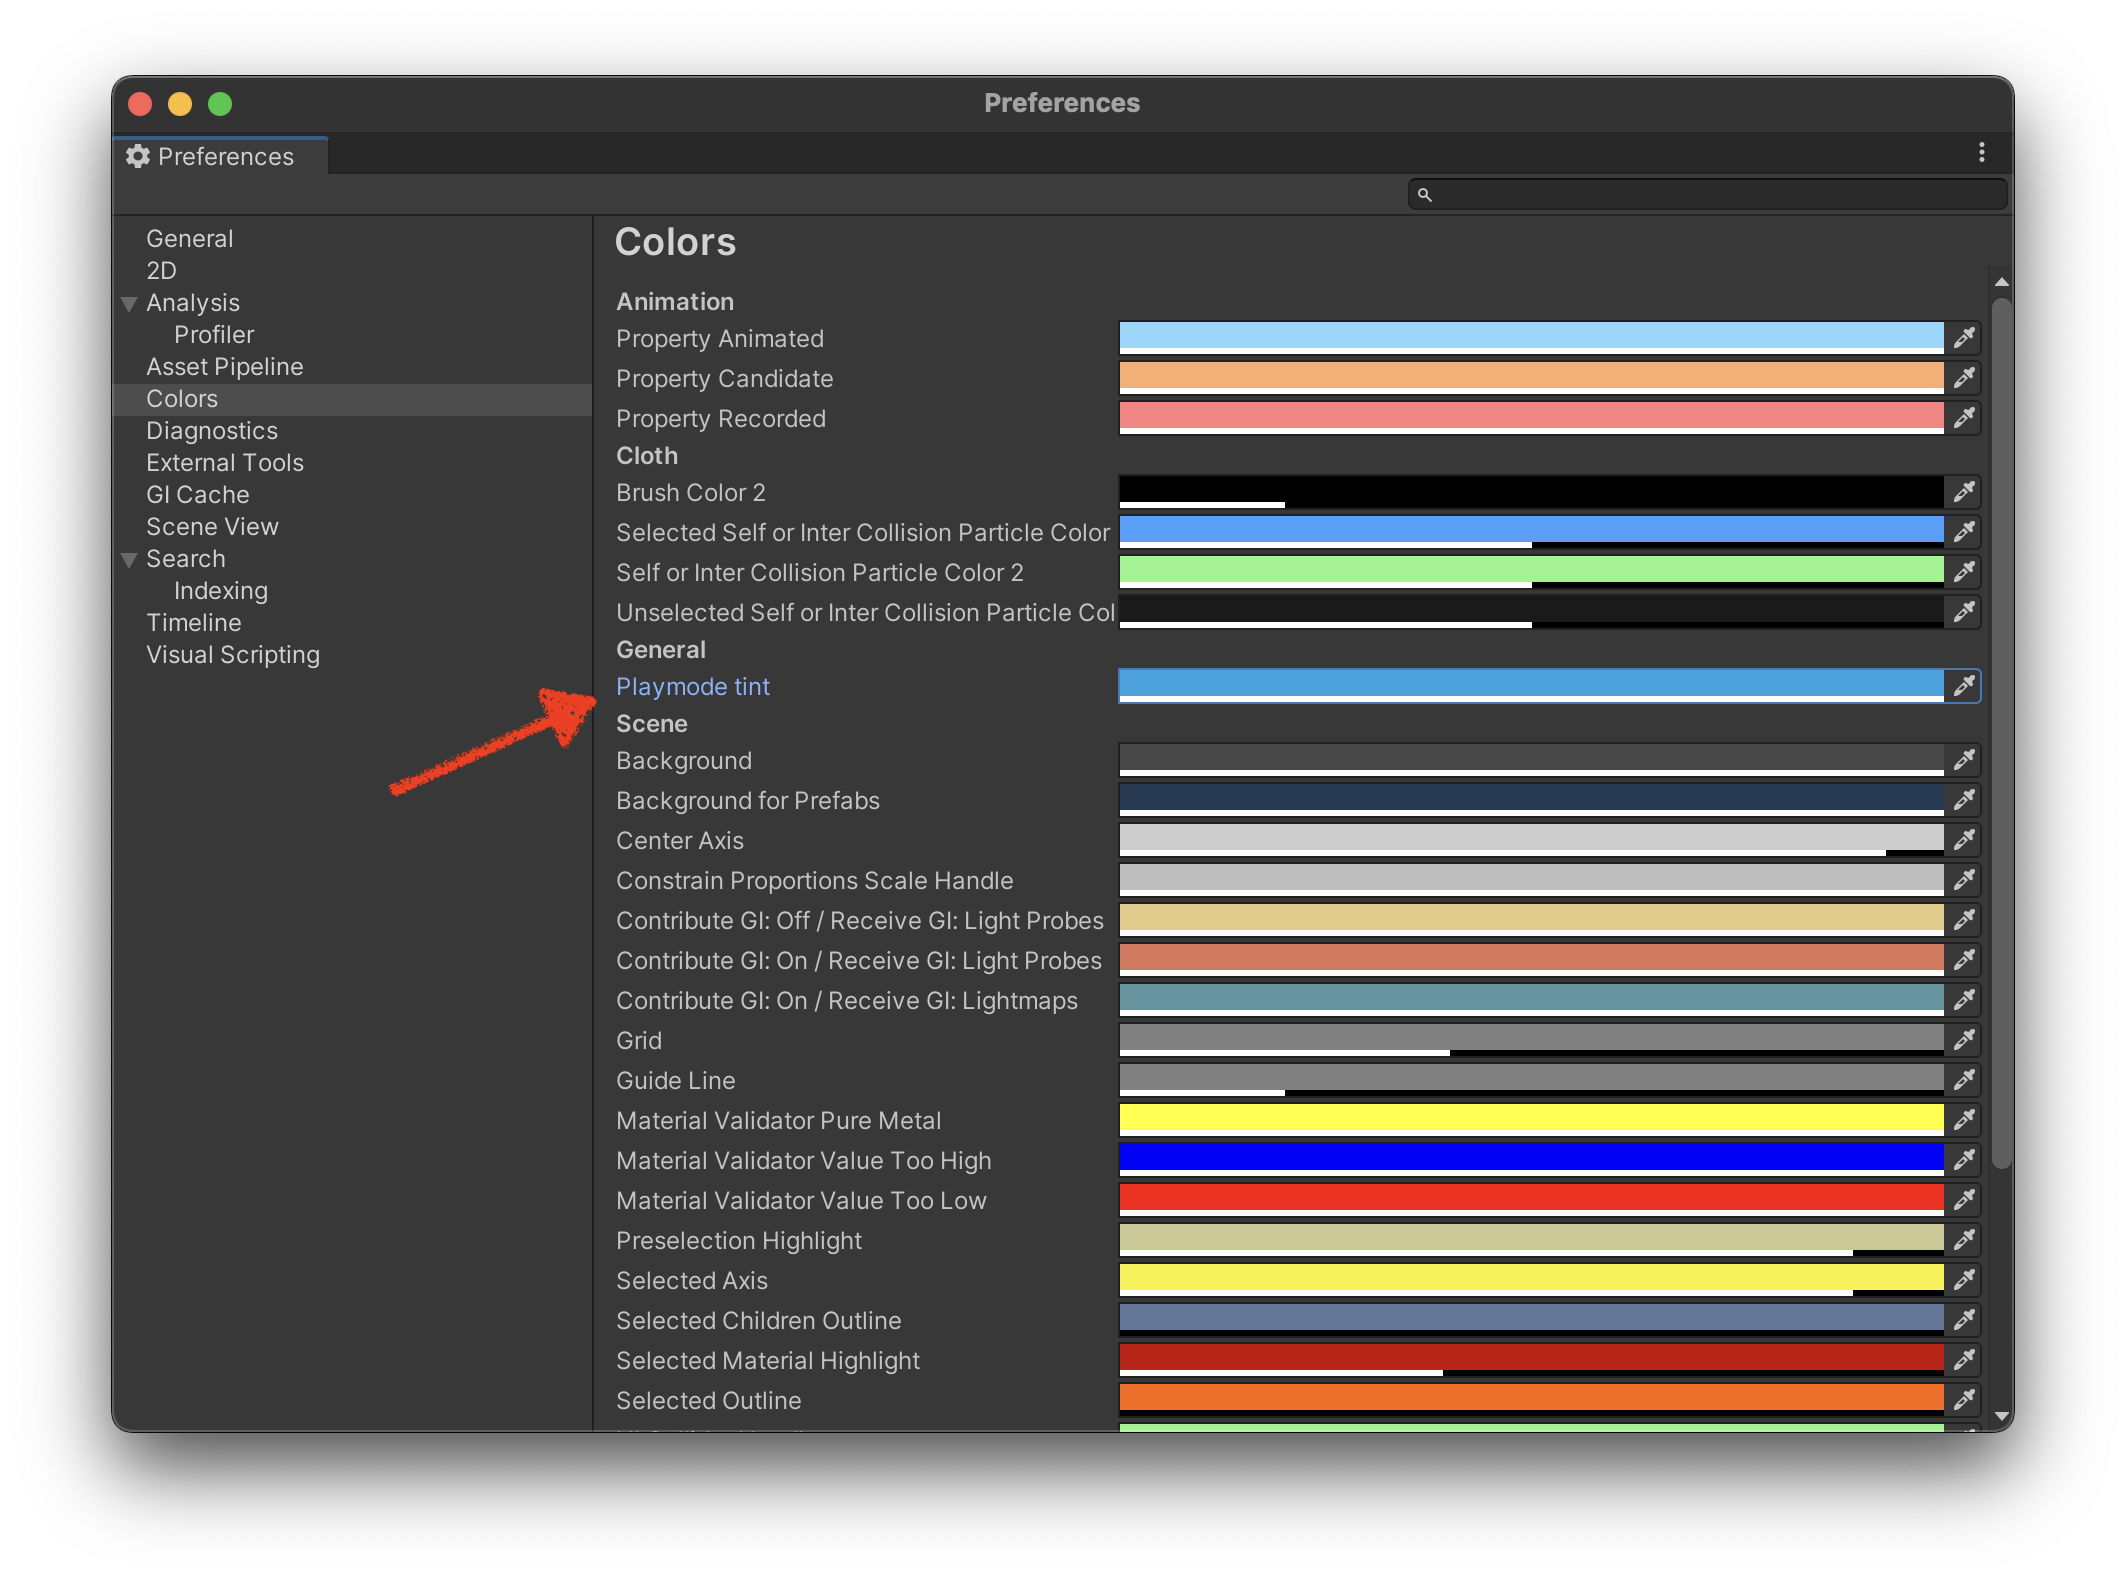 Preferences
Preferences
General
2D
Analysis
Profiler
Asset Pipeline
Colors
Diagnostics
External Tools
GI Cache
Scene View
Search
Indexing
Timeline
Visual Scripting
Colors
Animation
Property Animated
Property Candidate
Property Recorded
Cloth
Brush Color 2
Selected Self or Inter Collision Particle Color
Self or Inter Collision Particle Color 2
Unselected Self or Inter Collision Particle Col
General
Playmode tint
Scene
Background
Background for Prefabs
Center Axis
Constrain Proportions Scale Handle
Contribute GI: Off / Receive GI: Light Probes
Contribute GI: On / Receive GI: Light Probes
Contribute GI: On / Receive GI: Lightmaps
Grid
Guide Line
Material Validator Pure Metal
Material Validator Value Too High
Material Validator Value Too Low
Preselection Highlight
Selected Axis
Selected Children Outline
Selected Material Highlight
Selected Outline